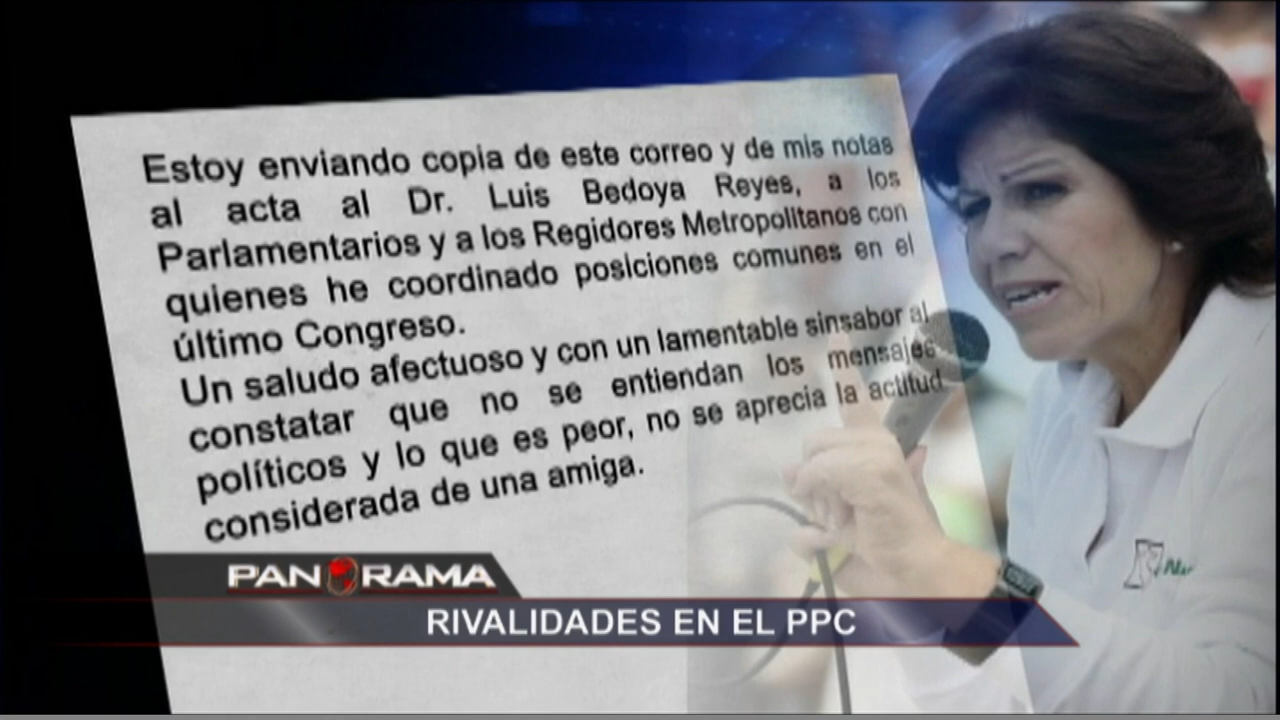 Estoy enviando copia de este correo y de mis notas
al acta al Dr. Luis Bedoya Reyes, a los
Parlamentarios y a los Regidores Metropolitanos con
quienes he coordinado posiciones comunes en el
último Congreso.
Un saludo afectuoso y con un lamentable sinsabor al
constatar que no se entiendan los mensajes
políticos y lo que es peor, no se aprecia la actitud
considerada de una amiga.
PANORAMA
RIVALIDADES EN EL PPC